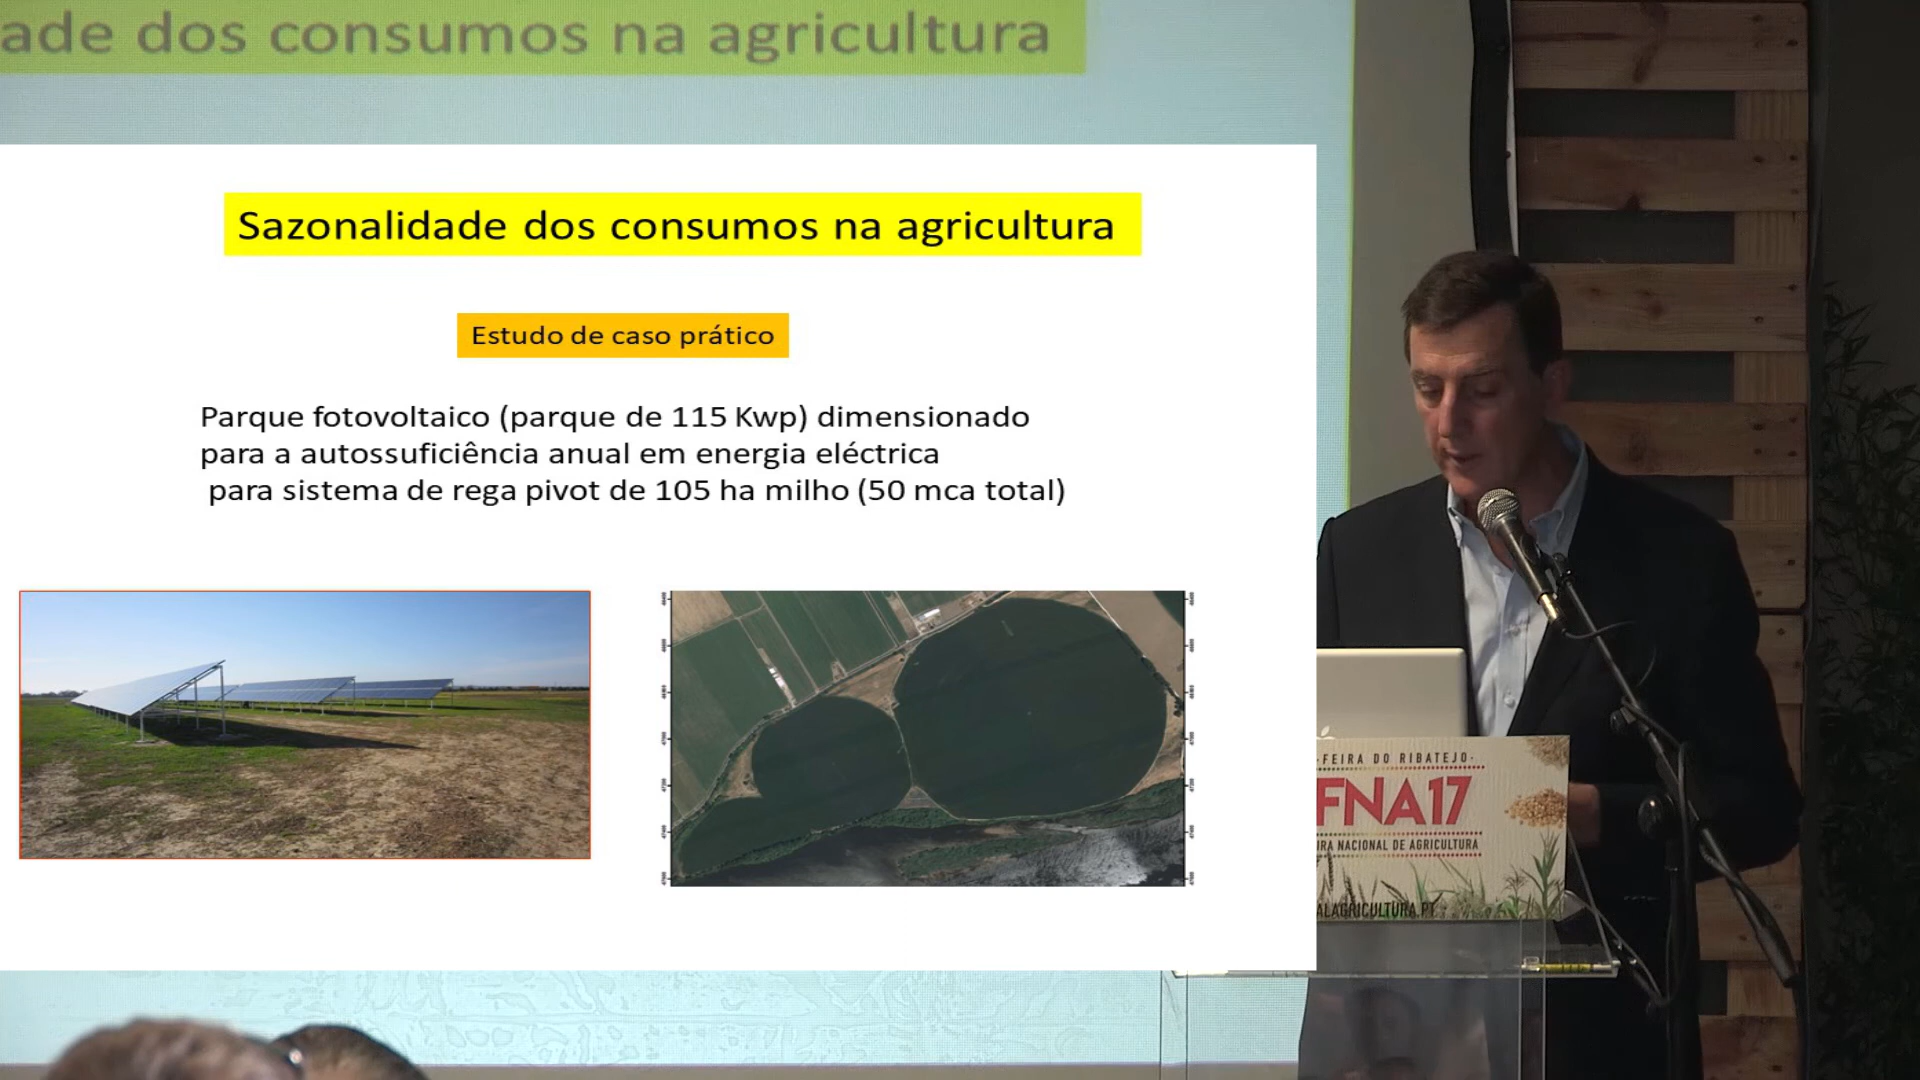 ade dos consumos na agricultura
Sazonalidade dos consumos na agricultura
Estudo de caso prático
Parque fotovoltaico (parque de 115 Kwp) dimensionado
para a autossuficiência anual em energia eléctrica
para sistema de rega pivot de 105 ha milho (50 mca total)
·FEIRA DO RIBATEJO·
FNA17
IRA NACIONAL DE AGRICULTURA
ALAGRICULTURA.PT